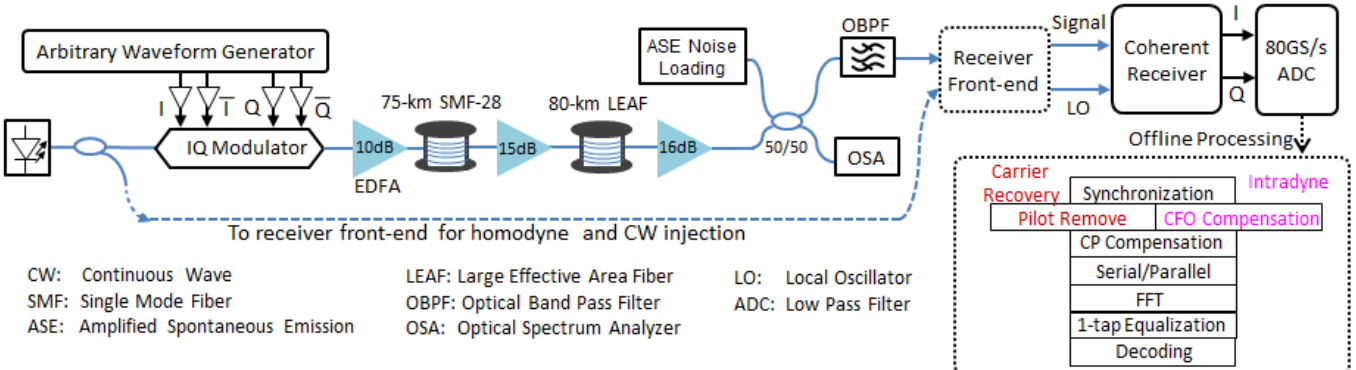 Arbitrary Waveform Generator
I I Q Q
IQ Modulator
10dB
EDFA
75-km SMF-28
15dB
80-km LEAF
16dB
ASE Noise
Loading
50/50
OBPF
OSA
Receiver
Front-end
Signal
LO
Coherent
Receiver
I
Q
80GS/s
ADC
Offline Processing
To receiver front-end for homodyne and CW injection
Carrier
Recovery
Intradyne
Synchronization
Pilot Remove
CFO Compensation
CP Compensation
Serial/Parallel
FFT
1-tap Equalization
Decoding
CW: Continuous Wave
SMF: Single Mode Fiber
ASE: Amplified Spontaneous Emission
LEAF: Large Effective Area Fiber
OBPF: Optical Band Pass Filter
OSA: Optical Spectrum Analyzer
LO: Local Oscillator
ADC: Low Pass Filter